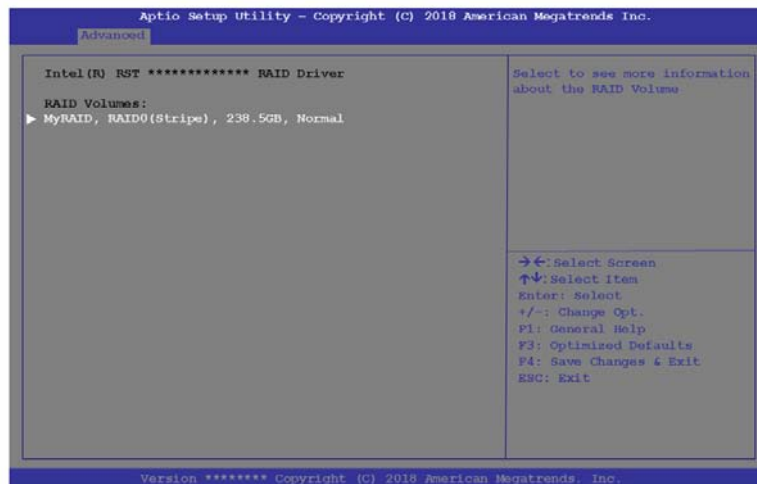 Aptio Setup Utility – Copyright (C) 2018 American Megatrends Inc.
Advanced
Intel(R) RST ************* RAID Driver
RAID Volumes:
▶ MyRAID, RAID0(Stripe), 238.5GB, Normal
Select to see more information
about the RAID Volume
→←:Select Screen
↑↓:Select Item
Enter: Select
+/-: Change Opt.
F1: General Help
F3: Optimized Defaults
F4: Save Changes & Exit
ESC: Exit
Version ******** Copyright (C) 2018 American Megatrends. Inc.